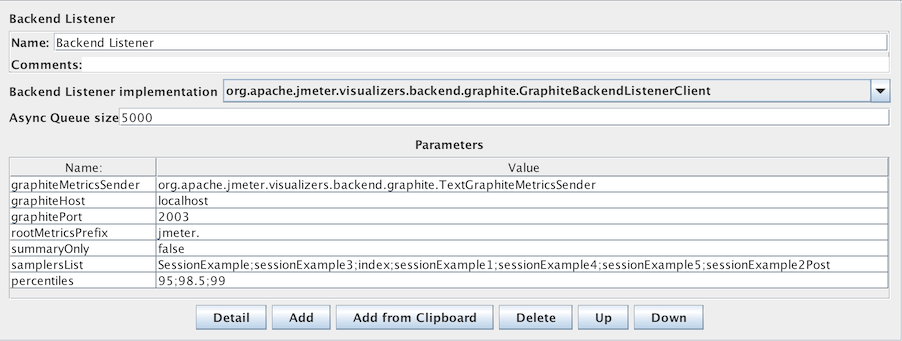 Backend Listener
Name: Backend Listener
Comments:
Backend Listener implementation org.apache.jmeter.visualizers.backend.graphite.GraphiteBackendListenerClient
Async Queue size 5000
Parameters
Name: Value
graphiteMetricsSender org.apache.jmeter.visualizers.backend.graphite.TextGraphiteMetricsSender
graphiteHost localhost
graphitePort 2003
rootMetricsPrefix jmeter.
summaryOnly false
samplersList SessionExample;sessionExample3;index;sessionExample1;sessionExample4;sessionExample5;sessionExample2Post
percentiles 95;98.5;99
Detail Add Add from Clipboard Delete Up Down